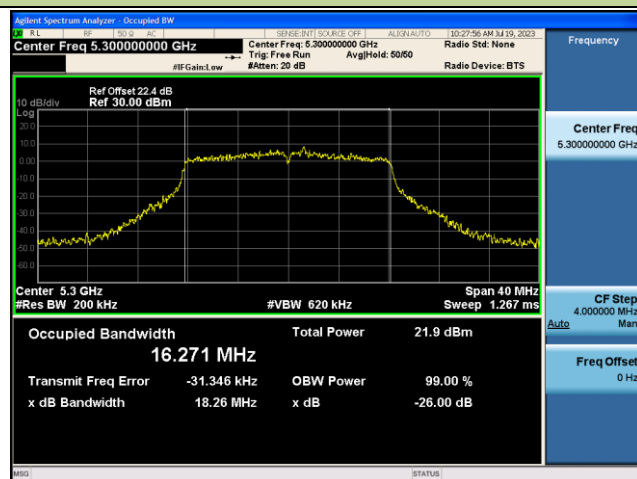 Agilent Spectrum Analyzer - Occupied BW
RL RF 50 Ω AC SENSE:INT SOURCE OFF ALIGN AUTO 10:27:56 AM Jul 19, 2023
Center Freq 5.300000000 GHz Center Freq: 5.300000000 GHz Radio Std: None Frequency
Trig: Free Run Avg|Hold: 50/50
#IFGain:Low #Atten: 20 dB Radio Device: BTS
Ref Offset 22.4 dB
10 dB/div Ref 30.00 dBm
Log
20.0
10.0
0.00
-10.0
-20.0
-30.0
-40.0
-50.0
-60.0
Center 5.3 GHz Span 40 MHz
#Res BW 200 kHz #VBW 620 kHz Sweep 1.267 ms
Occupied Bandwidth Total Power 21.9 dBm
16.271 MHz
Transmit Freq Error -31.346 kHz OBW Power 99.00 %
x dB Bandwidth 18.26 MHz x dB -26.00 dB
Center Freq
5.300000000 GHz
CF Step
4.000000 MHz
Auto Man
Freq Offset
0 Hz
MSG STATUS